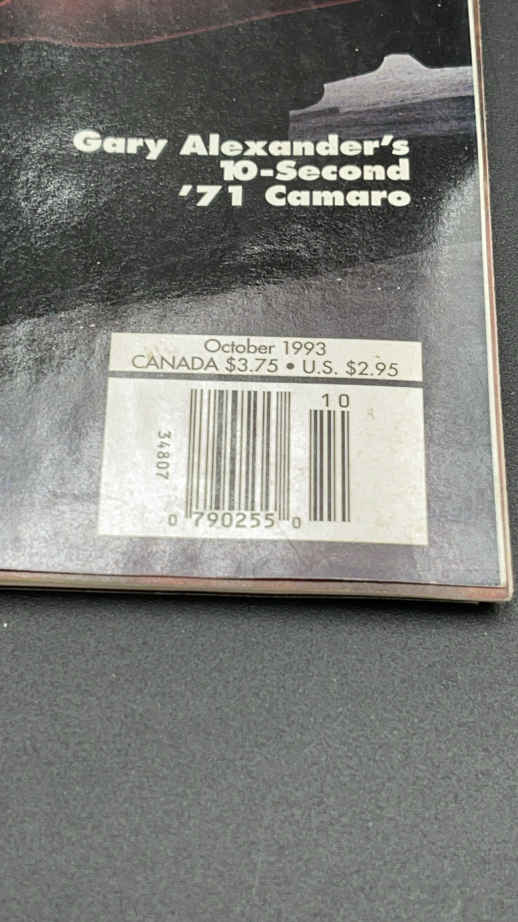 Gary Alexander's
10-Second
'71 Camaro
October 1993
CANADA $3.75 • U.S. $2.95
10
34807
0 790255 0